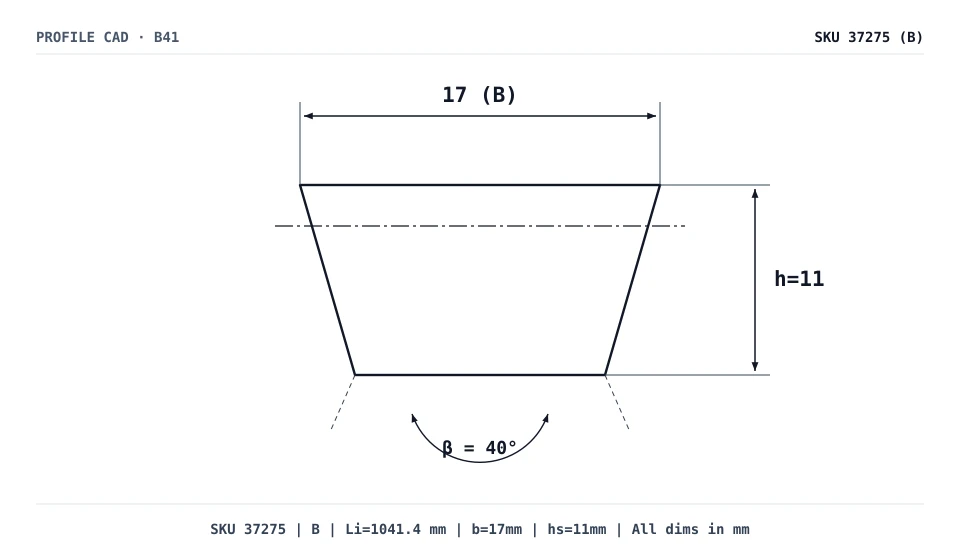 PROFILE CAD · B41
SKU 37275 (B)
17 (B)
h=11
β = 40°
SKU 37275 | B | Li=1041.4 mm | b=17mm | hs=11mm | All dims in mm